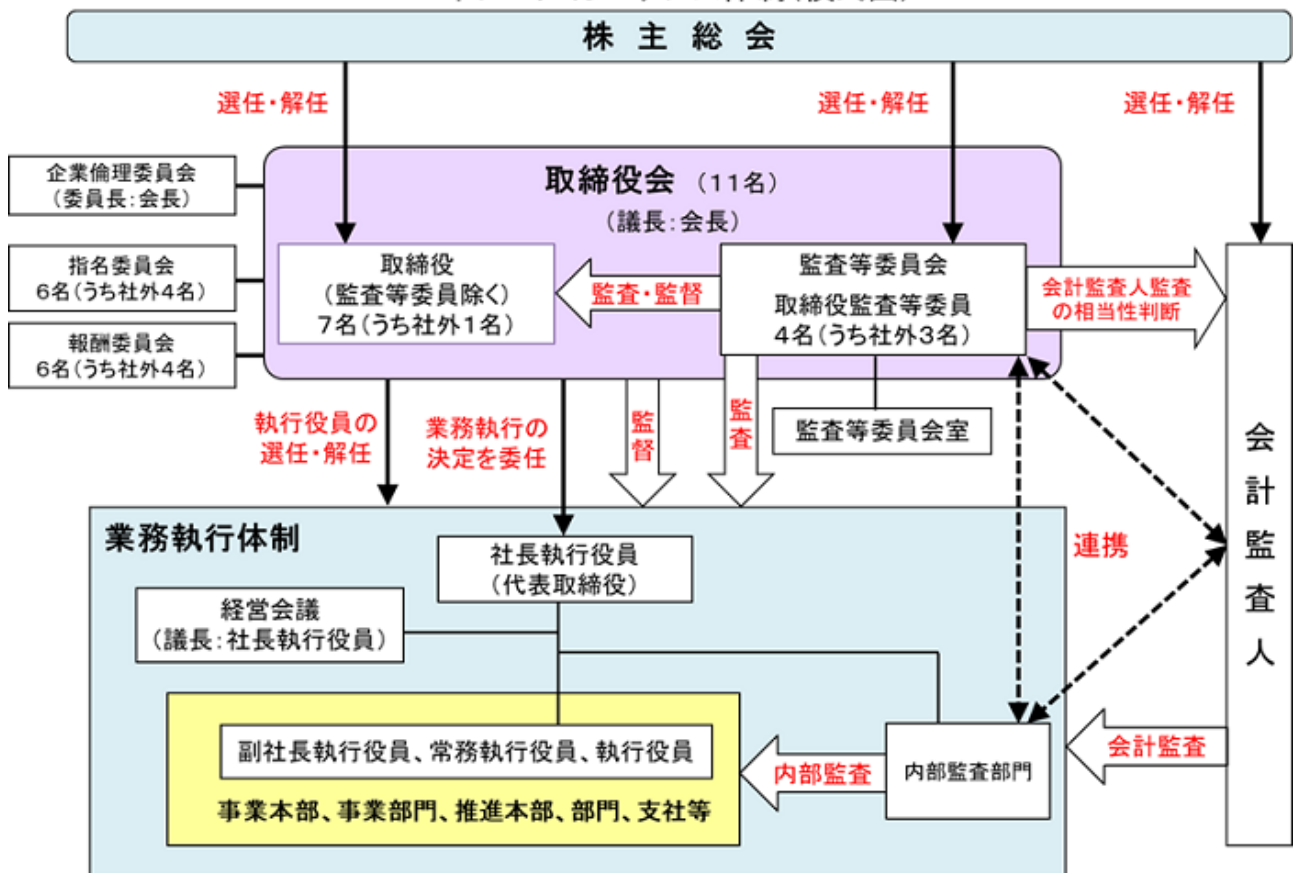 株主総会
選任・解任
選任・解任
選任・解任
企業倫理委員会
(委員長:会長)
取締役会 (11名)
(議長:会長)
指名委員会
6名(うち社外4名)
報酬委員会
6名(うち社外4名)
取締役
(監査等委員除く)
7名(うち社外1名)
監査・監督
監査等委員会
取締役監査等委員
4名(うち社外3名)
会計監査人監査
の相当性判断
執行役員の
選任・解任
業務執行の
決定を委任
監督
監査
監査等委員会室
会計監査人
業務執行体制
社長執行役員
(代表取締役)
連携
経営会議
(議長:社長執行役員)
副社長執行役員、常務執行役員、執行役員
事業本部、事業部門、推進本部、部門、支社等
内部監査
内部監査部門
会計監査